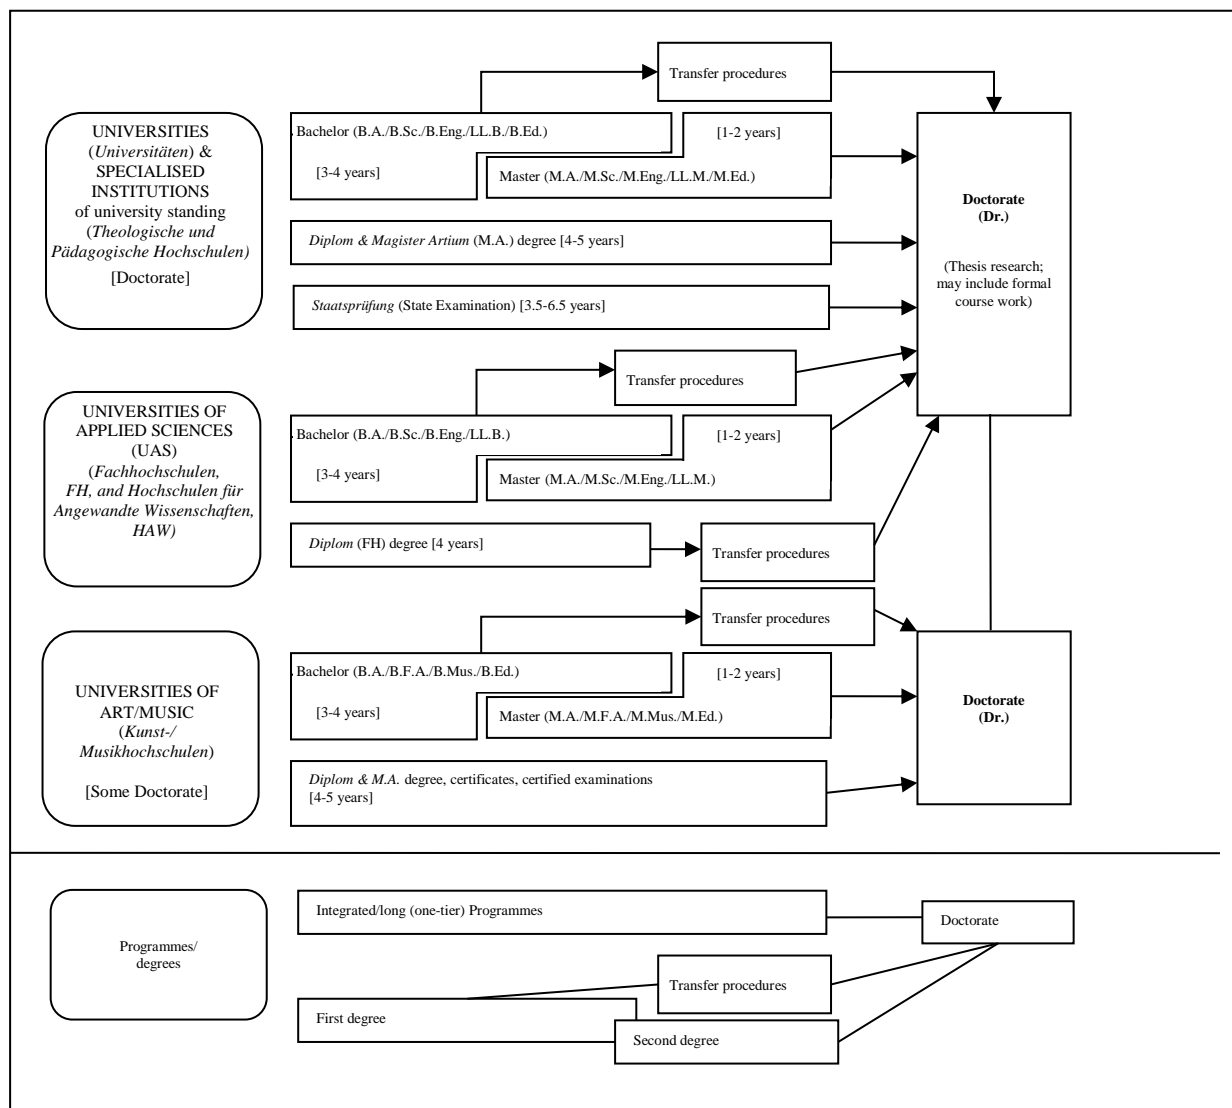 Transfer procedures
UNIVERSITIES
(Universitäten) &
SPECIALISED
INSTITUTIONS
of university standing
(Theologische und
Pädagogische Hochschulen)
[Doctorate]
Bachelor (B.A./B.Sc./B.Eng./LL.B./B.Ed.)
[3-4 years]
[1-2 years]
Master (M.A./M.Sc./M.Eng./LL.M./M.Ed.)
Diplom & Magister Artium (M.A.) degree [4-5 years]
Staatsprüfung (State Examination) [3.5-6.5 years]
Doctorate
(Dr.)
(Thesis research;
may include formal
course work)
Transfer procedures
UNIVERSITIES OF
APPLIED SCIENCES
(UAS)
(Fachhochschulen,
FH, and Hochschulen für
Angewandte Wissenschaften,
HAW)
Bachelor (B.A./B.Sc./B.Eng./LL.B.)
[3-4 years]
[1-2 years]
Master (M.A./M.Sc./M.Eng./LL.M.)
Diplom (FH) degree [4 years]
Transfer procedures
Transfer procedures
UNIVERSITIES OF
ART/MUSIC
(Kunst-/
Musikhochschulen)
[Some Doctorate]
Bachelor (B.A./B.F.A./B.Mus./B.Ed.)
[3-4 years]
[1-2 years]
Master (M.A./M.F.A./M.Mus./M.Ed.)
Diplom & M.A. degree, certificates, certified examinations
[4-5 years]
Doctorate
(Dr.)
Programmes/
degrees
Integrated/long (one-tier) Programmes
Doctorate
Transfer procedures
First degree
Second degree